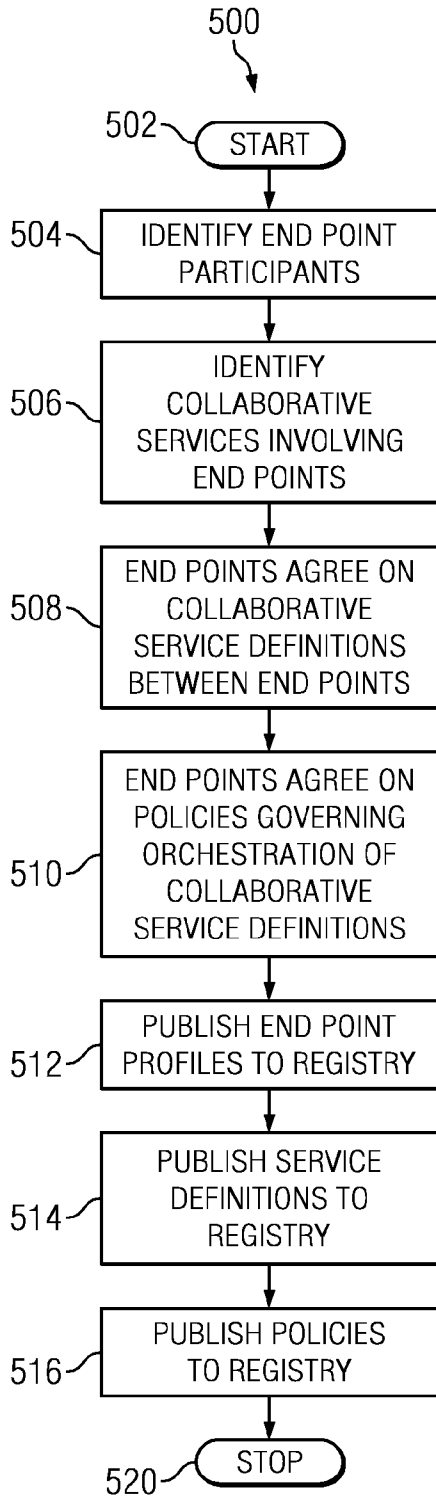 500
502
START
504
IDENTIFY END POINT
PARTICIPANTS
506
IDENTIFY
COLLABORATIVE
SERVICES INVOLVING
END POINTS
508
END POINTS AGREE ON
COLLABORATIVE
SERVICE DEFINITIONS
BETWEEN END POINTS
510
END POINTS AGREE ON
POLICIES GOVERNING
ORCHESTRATION OF
COLLABORATIVE
SERVICE DEFINITIONS
512
PUBLISH END POINT
PROFILES TO REGISTRY
514
PUBLISH SERVICE
DEFINITIONS TO
REGISTRY
516
PUBLISH POLICIES
TO REGISTRY
520
STOP